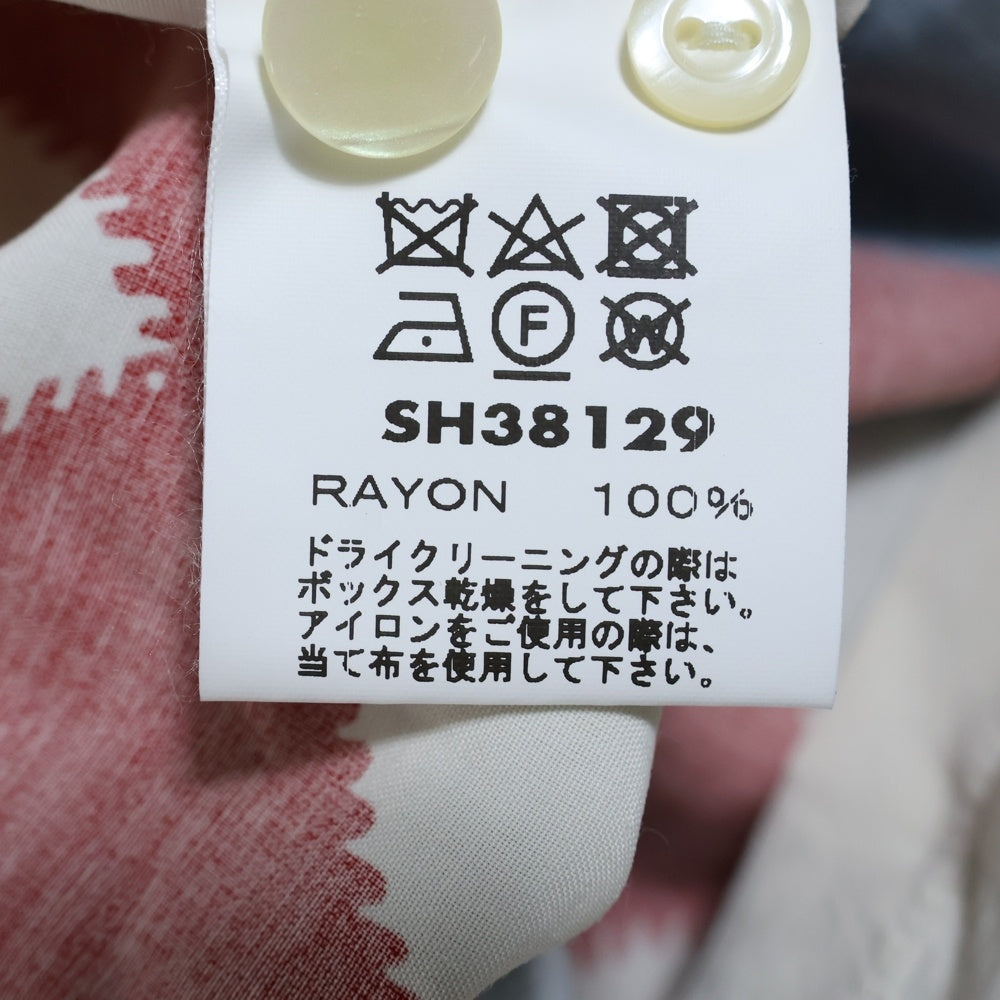 F W
SH38129
RAYON 100%
ドライクリーニングの際は
ボックス乾燥をして下さい。
アイロンをご使用の際は、
当て布を使用して下さい。